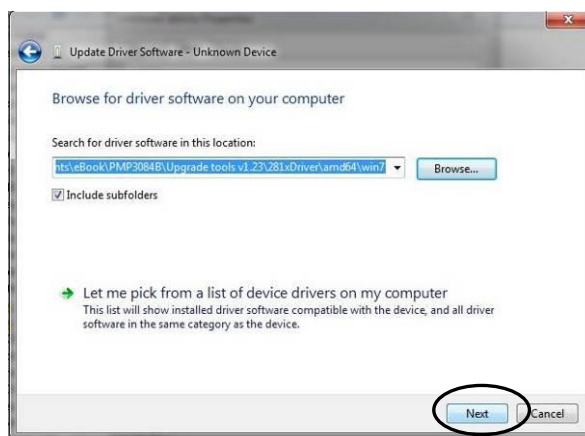 Update Driver Software - Unknown Device
Browse for driver software on your computer
Search for driver software in this location:
nts\eBook\PMP3084B\Upgrade tools v1.23\281xDriver\amd64\win7
Browse...
Include subfolders
Let me pick from a list of device drivers on my computer
This list will show installed driver software compatible with the device, and all driver
software in the same category as the device.
Next
Cancel